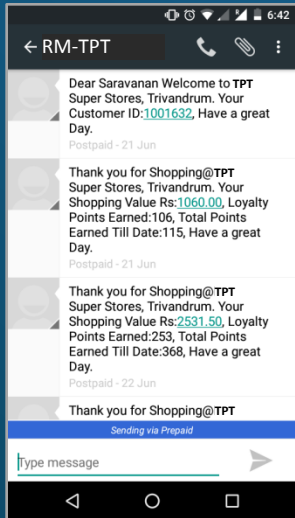 6:42
RM-TPT
Dear Saravanan Welcome to TPT
Super Stores, Trivandrum. Your
Customer ID:1001632, Have a great
Day.
Postpaid - 21 Jun
Thank you for Shopping@TPT
Super Stores, Trivandrum. Your
Shopping Value Rs:1060.00, Loyalty
Points Earned:106, Total Points
Earned Till Date:115, Have a great
Day.
Postpaid - 21 Jun
Thank you for Shopping@TPT
Super Stores, Trivandrum. Your
Shopping Value Rs:2531.50, Loyalty
Points Earned:253, Total Points
Earned Till Date:368, Have a great
Day.
Postpaid - 22 Jun
Thank you for Shopping@TPT
Sending via Prepaid
Type message